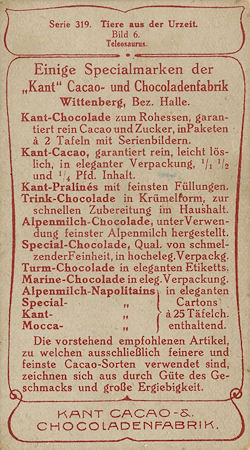 Serie 319. Tiere aus der Urzeit.
Bild 6.
Teleosaurus.
Einige Spezialmarken der
„Kant" Cacao- und Chocoladenfabrik
Wittenberg, Bez. Halle.
Kant-Chocolade zum Rohessen, garan-
tiert rein Cacao und Zucker, in Paketen
à 2 Tafeln mit Serienbildern.
Kant-Cacao, garantiert rein, leicht lös-
lich, in eleganter Verpackung, 1/1 1/2
und 1/4 Pfd. Inhalt.
Kant-Pralinés mit feinsten Füllungen.
Trink-Chocolade in Krümelform, zur
schnellen Zubereitung im Haushalt.
Alpenmilch-Chocolade, unter Verwen-
dung feinster Alpenmilch hergestellt.
Special-Chocolade, Qual. von schmel-
zender Feinheit, in hocheleg. Verpackg.
Turm-Chocolade in eleganten Etiketts.
Marine-Chocolade in eleg. Verpackung.
Alpenmilch-Napolitains in eleganten
Special- „ Cartons
Kant- „ à 25 Täfelch.
Mocca- „ enthaltend.
Die vorstehend empfohlenen Artikel,
zu welchen ausschließlich feinere und
feinste Cacao-Sorten verwendet sind,
zeichnen sich aus durch Güte des Ge-
schmacks und große Ergiebigkeit.
KANT CACAO-&
CHOCOLADENFABRIK.